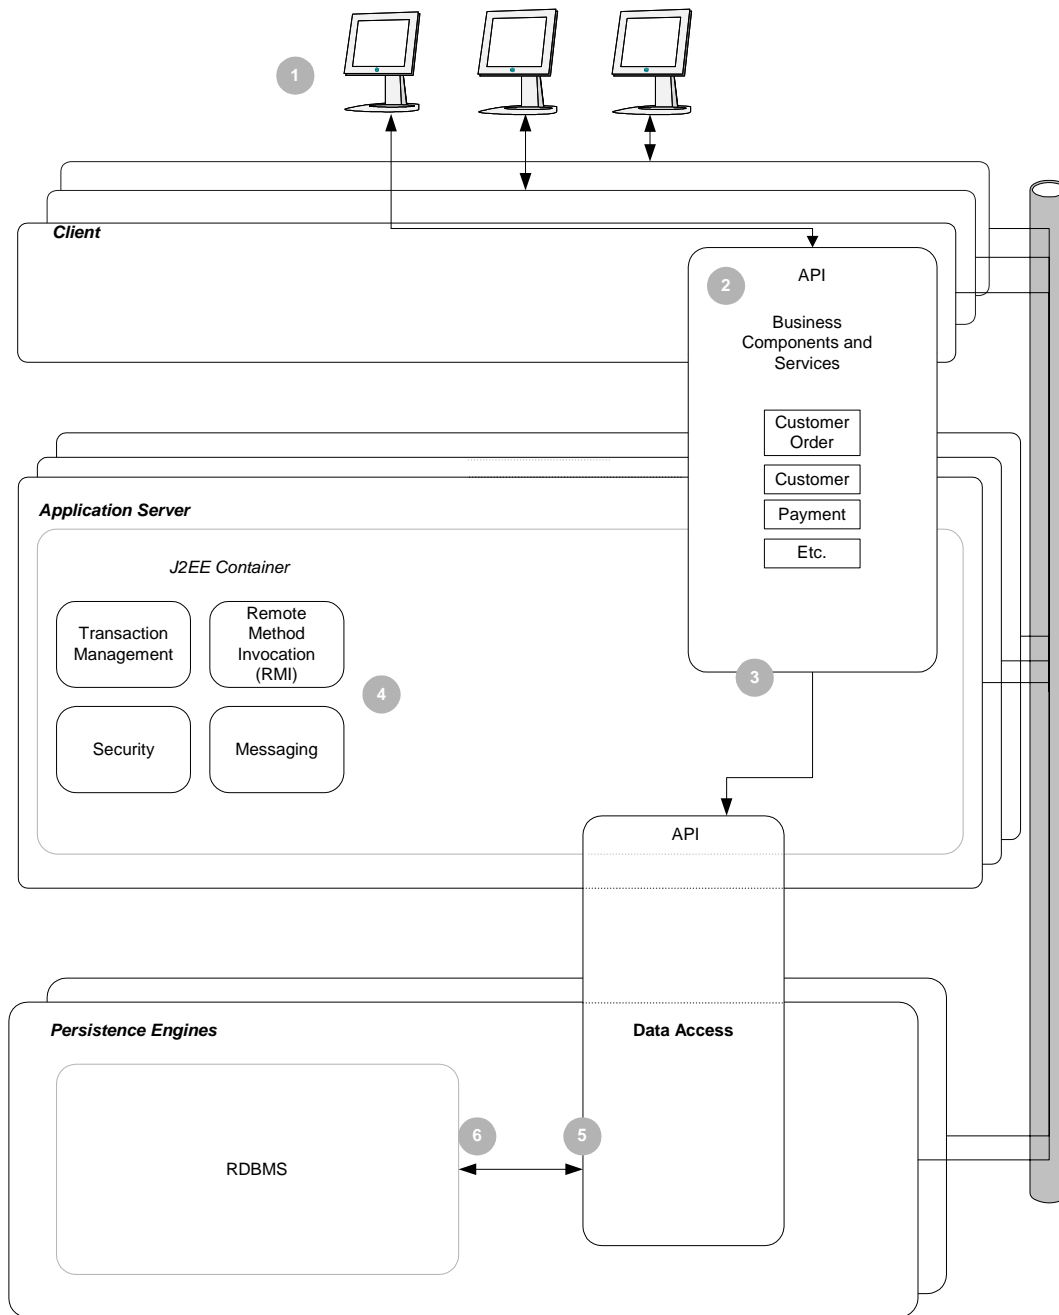 1
Client
2
API
Business
Components and
Services
Customer
Order
Customer
Payment
Etc.
Application Server
J2EE Container
Transaction
Management
Remote
Method
Invocation
(RMI)
3
4
Security
Messaging
API
Persistence Engines
Data Access
6
5
RDBMS